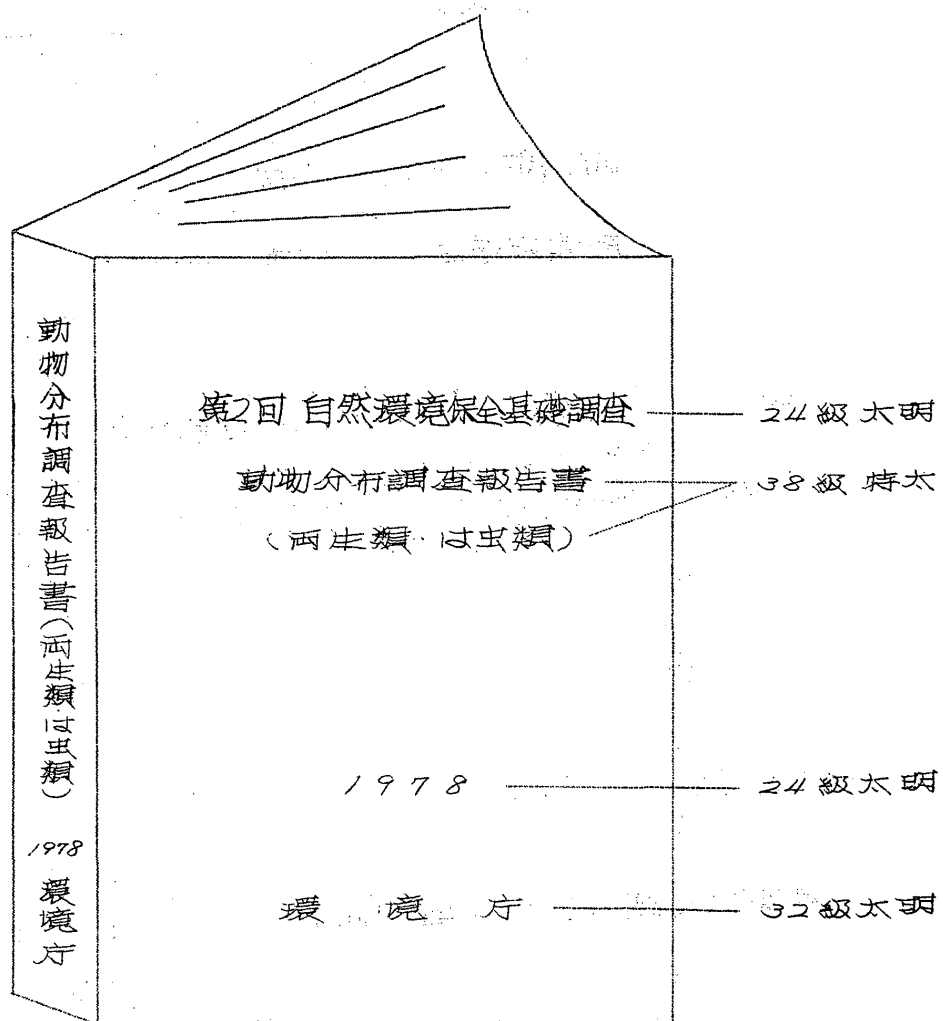 動物分布調査報告書(両生類・は虫類) 1978 環境庁
第2回 自然環境保全基礎調査 24級太明
動物分布調査報告書 38級特太
(両生類・は虫類)
1978 24級太明
環境庁 32級太明